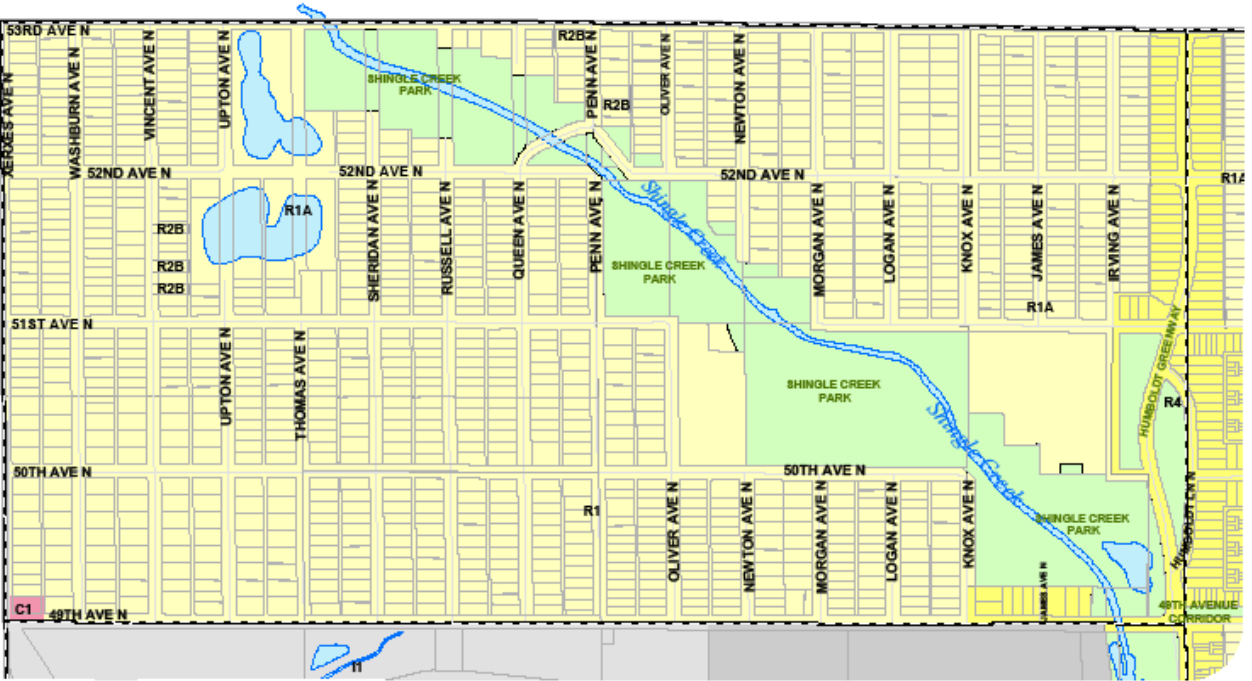 53RD AVE N
XERXES AVE N
WASHBURN AVE N
VINCENT AVE N
UPTON AVE N
SHINGLE CREEK
PARK
R2B
PENN AVE N
R2B
OLIVER AVE N
NEWTON AVE N
52ND AVE N
52ND AVE N
52ND AVE N
R1A
R1A
R2B
R2B
R2B
SHERIDAN AVE N
RUSSELL AVE N
QUEEN AVE N
PENN AVE N
Shingle Creek
SHINGLE CREEK
PARK
MORGAN AVE N
LOGAN AVE N
KNOX AVE N
JAMES AVE N
IRVING AVE N
R1A
51ST AVE N
UPTON AVE N
THOMAS AVE N
SHINGLE CREEK
PARK
Shingle Creek
HUMBOLDT GREENWAY
R4
50TH AVE N
50TH AVE N
R1
OLIVER AVE N
NEWTON AVE N
MORGAN AVE N
LOGAN AVE N
KNOX AVE N
SHINGLE CREEK
PARK
JAMES AVE N
HUMBOLDT LN N
C1
49TH AVE N
49TH AVENUE
CORRIDOR
I1